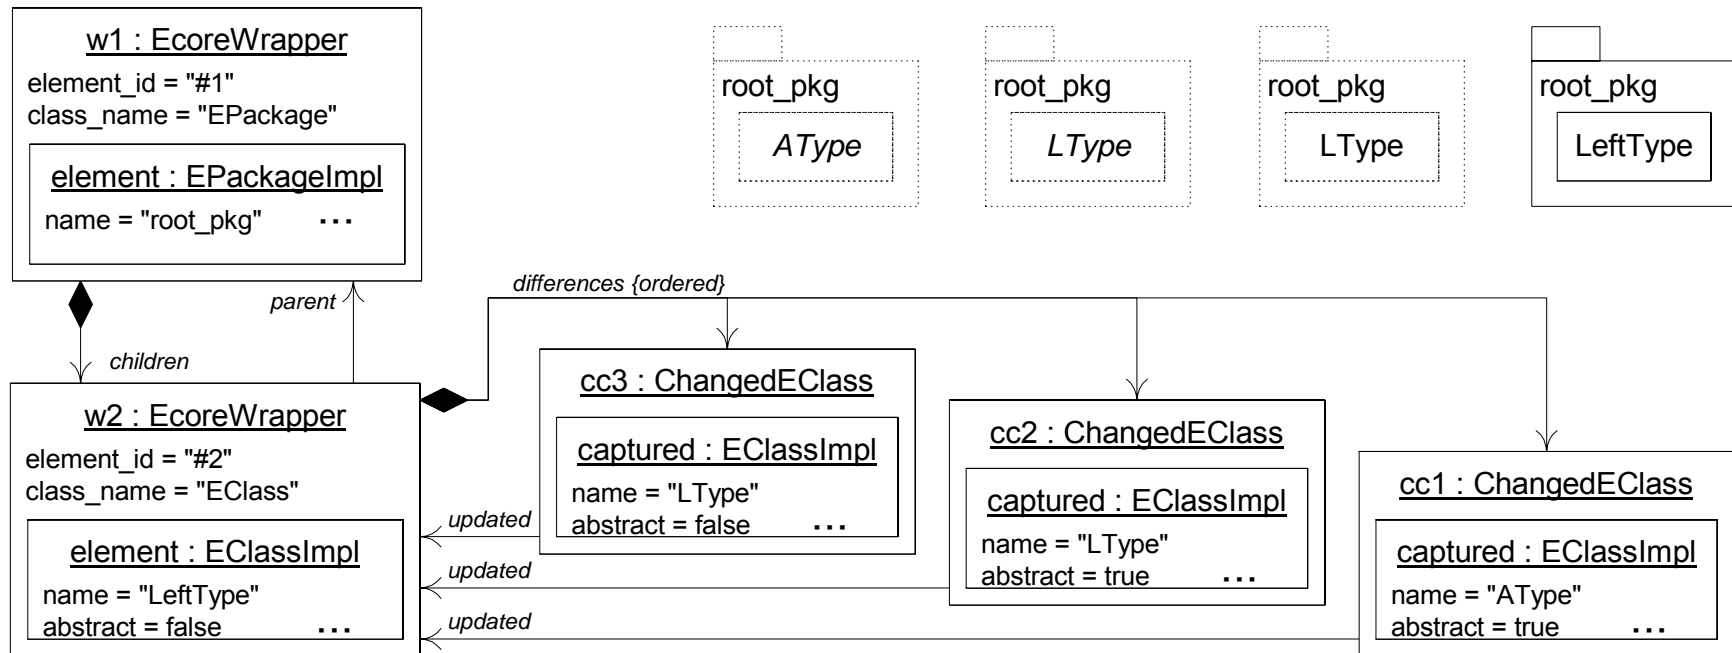 w1 : EcoreWrapper
element_id = "#1"
class_name = "EPackage"
element : EPackageImpl
name = "root_pkg" ...
root_pkg
AType
root_pkg
LType
root_pkg
LType
root_pkg
LeftType
parent
children
differences {ordered}
w2 : EcoreWrapper
element_id = "#2"
class_name = "EClass"
element : EClassImpl
name = "LeftType"
abstract = false ...
cc3 : ChangedEClass
captured : EClassImpl
name = "LType"
abstract = false ...
updated
cc2 : ChangedEClass
captured : EClassImpl
name = "LType"
abstract = true ...
updated
cc1 : ChangedEClass
captured : EClassImpl
name = "AType"
abstract = true ...
updated